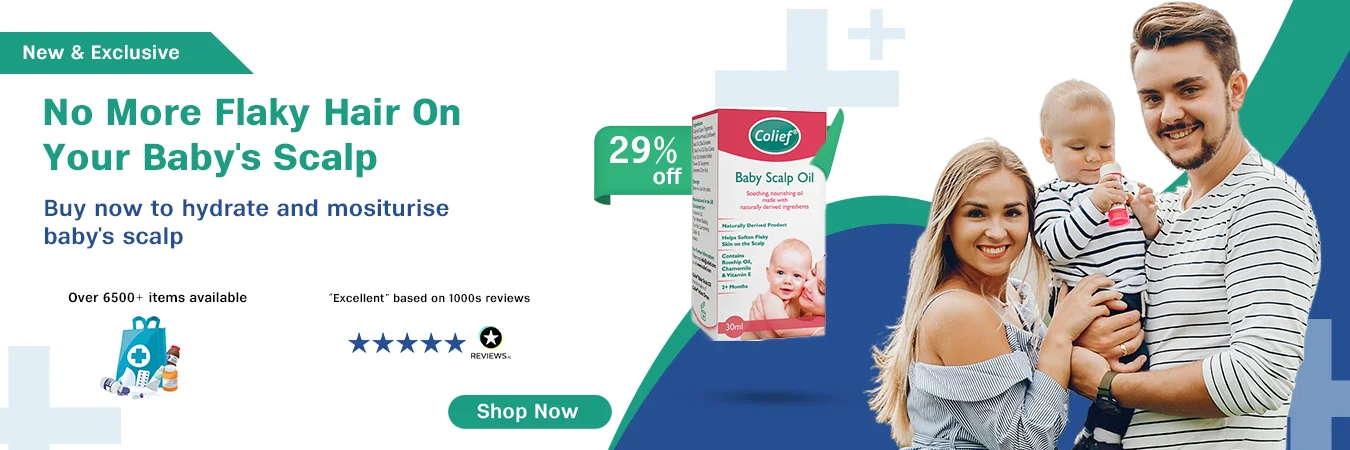 New & Exclusive
No More Flaky Hair On
Your Baby's Scalp
Buy now to hydrate and mositurise
baby's scalp
Over 6500+ items available
"Excellent" based on 1000s reviews
REVIEWS.io
Shop Now
29%
off
Colief®
Baby Scalp Oil
Soothing, nourishing oil
made with
naturally derived ingredients
Naturally Derived Product
Helps Soften Flaky
Skin on the Scalp
Contains
Rosehip Oil,
Chamomile
& Vitamin E
2+ Months
30ml